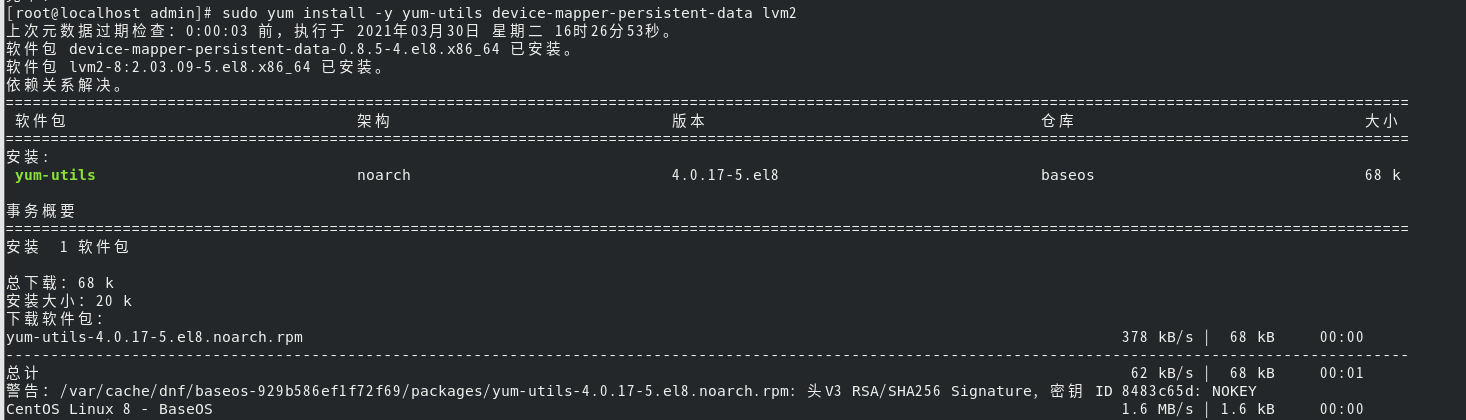 [root@localhost admin]# sudo yum install -y yum-utils device-mapper-persistent-data lvm2
上次元数据过期检查：0:00:03 前，执行于 2021年03月30日 星期二 16时26分53秒。
软件包 device-mapper-persistent-data-0.8.5-4.el8.x86_64 已安装。
软件包 lvm2-8:2.03.09-5.el8.x86_64 已安装。
依赖关系解决。
软件包 架构 版本 仓库 大小
安装:
yum-utils noarch 4.0.17-5.el8 baseos 68 k
事务概要
安装  1 软件包
总下载：68 k
安装大小：20 k
下载软件包：
yum-utils-4.0.17-5.el8.noarch.rpm 378 kB/s | 68 kB 00:00
总计 62 kB/s | 68 kB 00:01
警告：/var/cache/dnf/baseos-929b586ef1f72f69/packages/yum-utils-4.0.17-5.el8.noarch.rpm: 头V3 RSA/SHA256 Signature, 密钥 ID 8483c65d: NOKEY
CentOS Linux 8 - BaseOS 1.6 MB/s | 1.6 kB 00:00